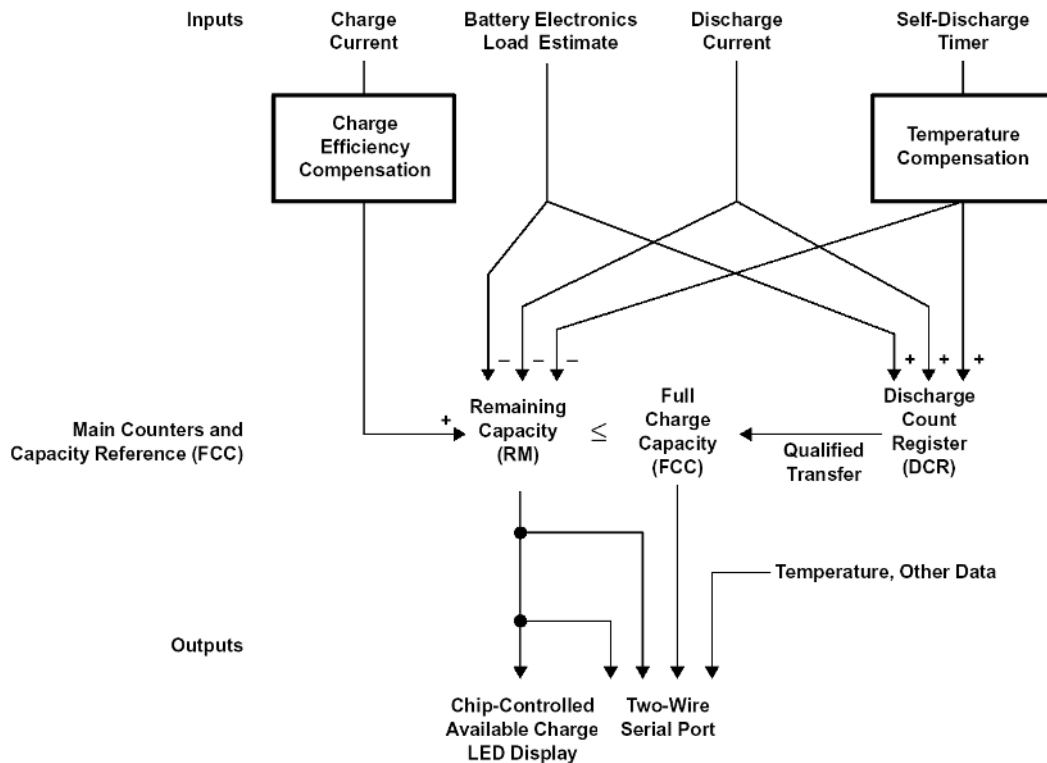 Inputs
Charge
Current
Battery Electronics
Load Estimate
Discharge
Current
Self-Discharge
Timer
Charge
Efficiency
Compensation
Temperature
Compensation
– – –
+ + +
Main Counters and
Capacity Reference (FCC)
+
Remaining
Capacity
(RM)
≤
Full
Charge
Capacity
(FCC)
Qualified
Transfer
Discharge
Count
Register
(DCR)
Temperature, Other Data
Outputs
Chip-Controlled
Available Charge
LED Display
Two-Wire
Serial Port